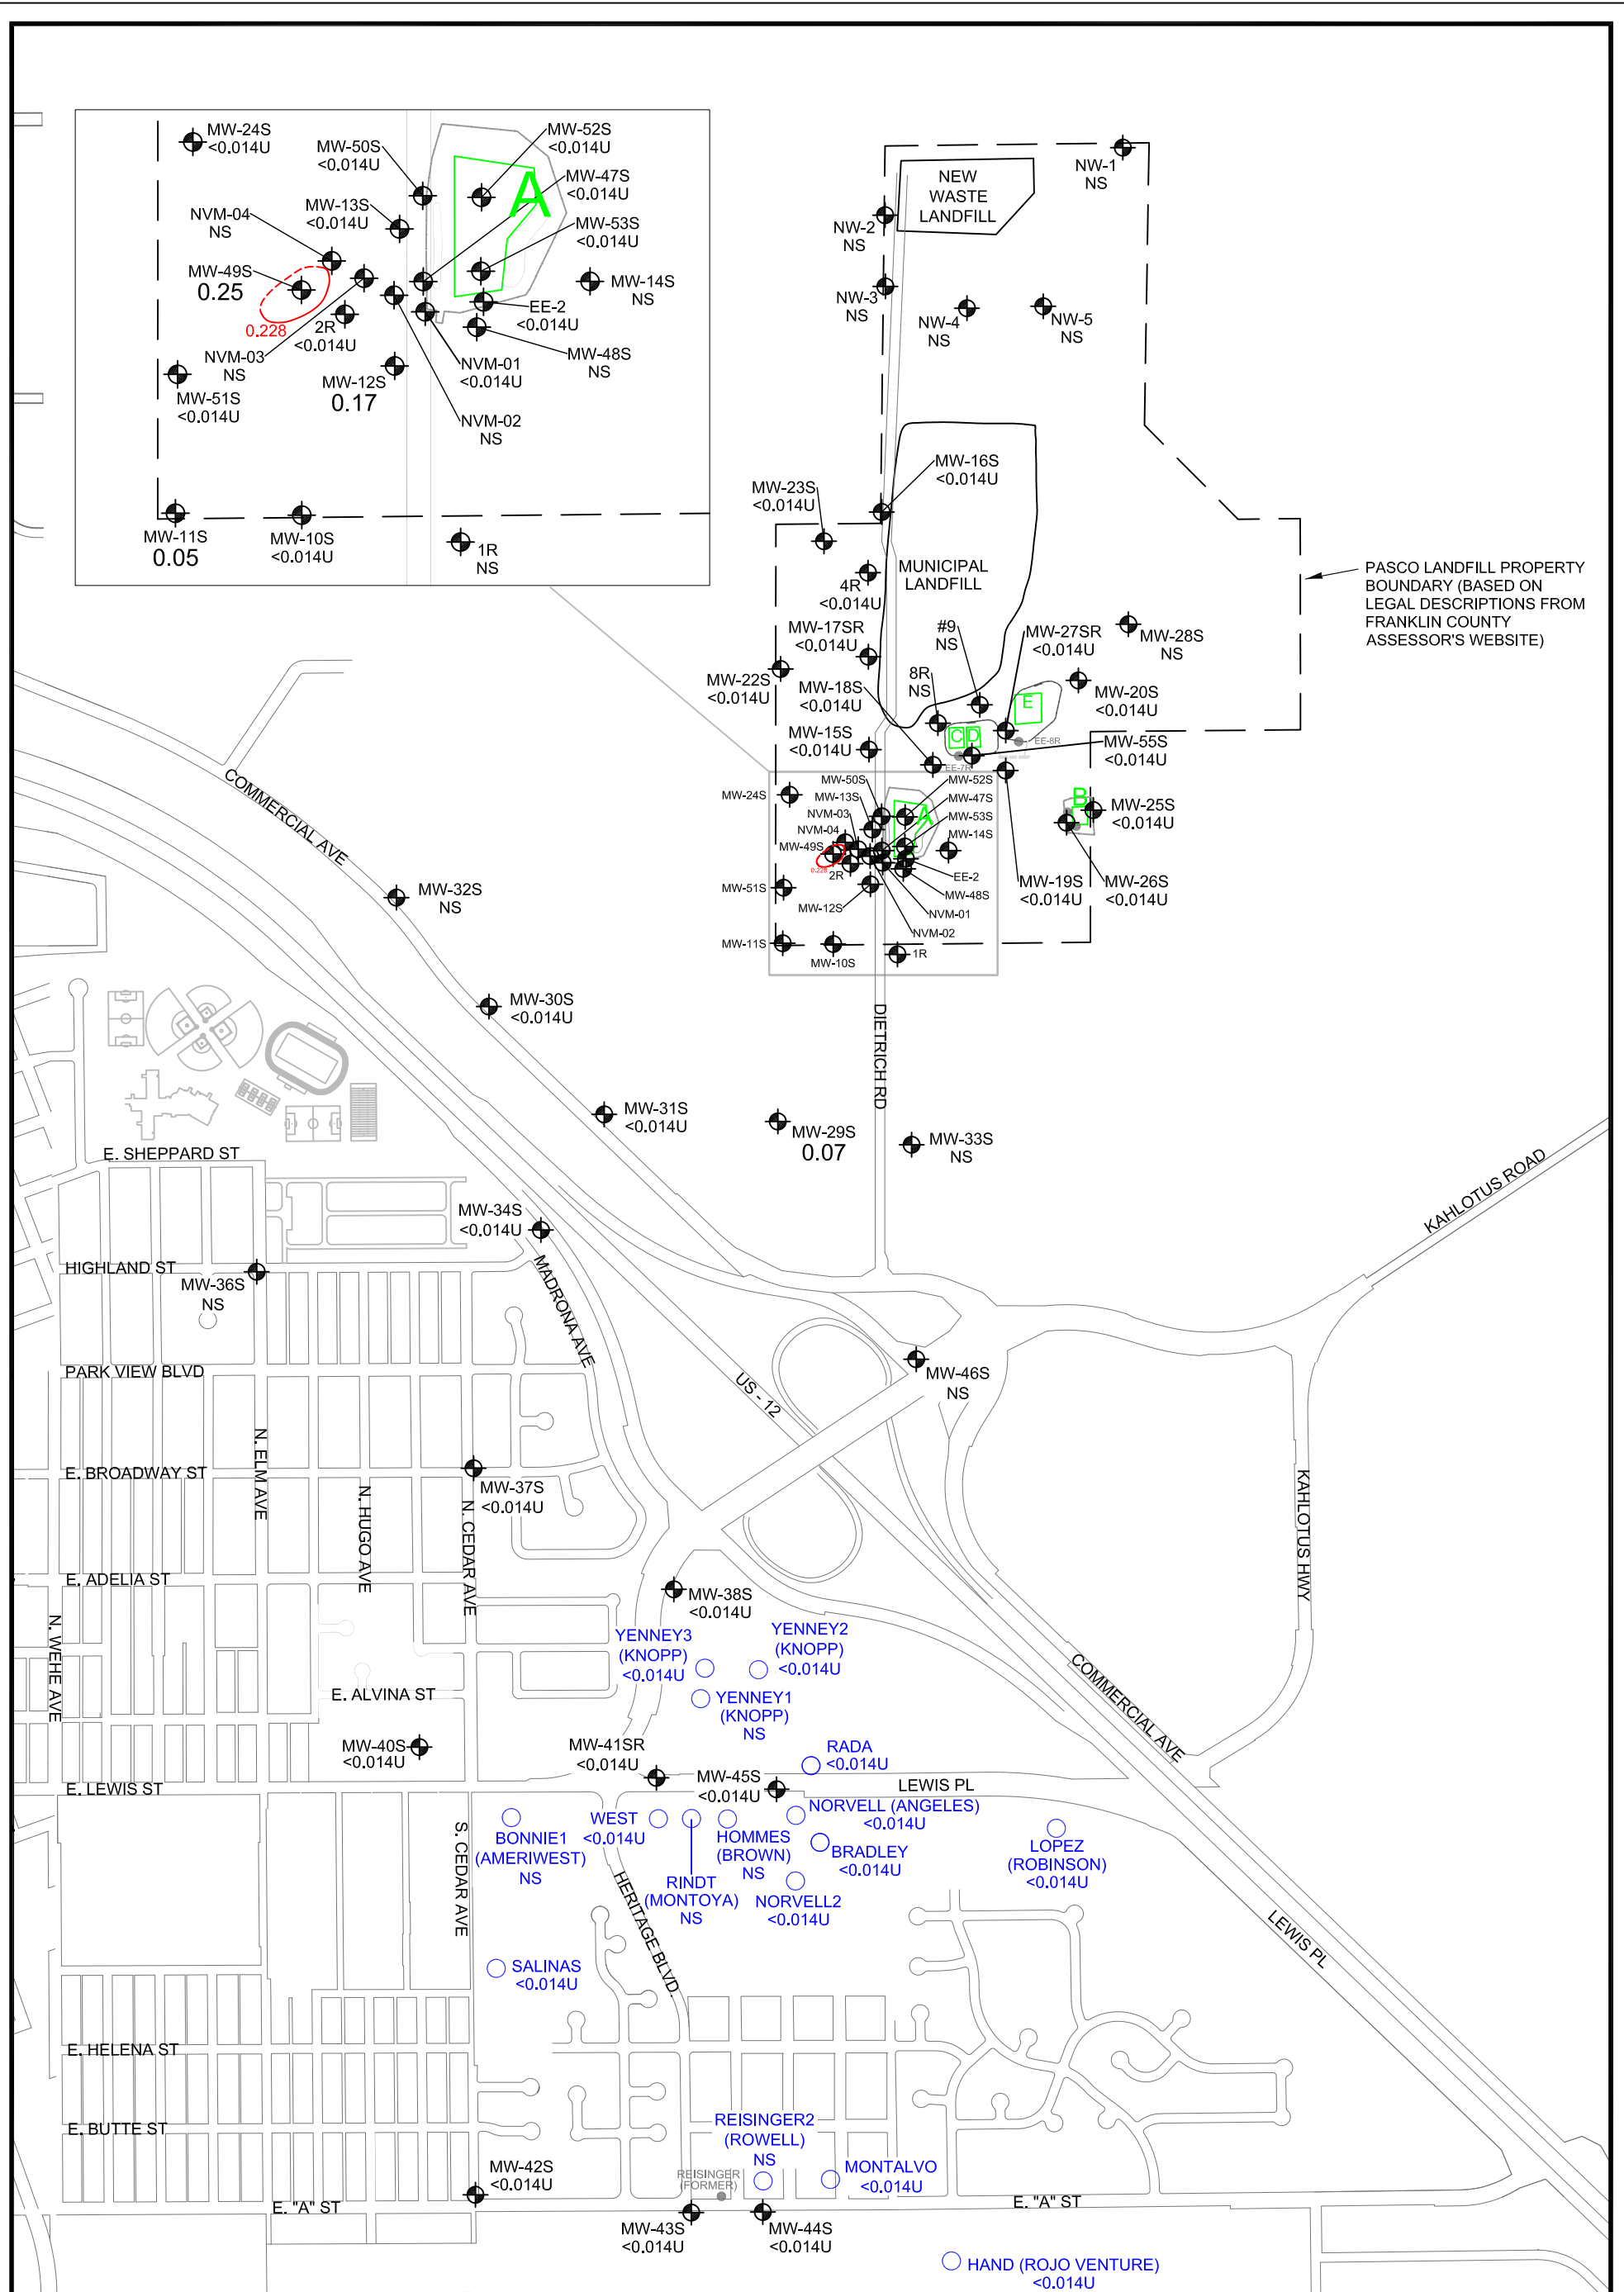 MW-24S
<0.014U
MW-50S
<0.014U
MW-52S
<0.014U
MW-47S
<0.014U
A
NVM-04
NS
MW-13S
<0.014U
MW-53S
<0.014U
MW-49S
0.25
0.228
2R
<0.014U
MW-14S
NS
EE-2
<0.014U
NVM-03
NS
MW-48S
NS
NVM-01
<0.014U
MW-12S
0.17
MW-51S
<0.014U
NVM-02
NS
MW-11S
0.05
MW-10S
<0.014U
1R
NS
NEW
WASTE
LANDFILL
NW-1
NS
NW-2
NS
NW-3
NS
NW-4
NS
NW-5
NS
MW-16S
<0.014U
MW-23S
<0.014U
MUNICIPAL
LANDFILL
4R
<0.014U
PASCO LANDFILL PROPERTY
BOUNDARY (BASED ON
LEGAL DESCRIPTIONS FROM
FRANKLIN COUNTY
ASSESSOR'S WEBSITE)
MW-17SR
<0.014U
#9
NS
MW-27SR
<0.014U
MW-28S
NS
MW-22S
<0.014U
MW-18S
<0.014U
8R
NS
MW-20S
<0.014U
E
C
D
EE-8R
EE-7R
MW-15S
<0.014U
MW-55S
<0.014U
MW-50S
MW-52S
MW-24S
MW-13S
MW-47S
NVM-03
MW-53S
NVM-04
MW-14S
MW-49S
A
B
MW-25S
<0.014U
0.228
2R
EE-2
MW-51S
MW-48S
MW-12S
NVM-01
NVM-02
MW-19S
<0.014U
MW-26S
<0.014U
MW-11S
MW-10S
1R
COMMERCIAL AVE
MW-32S
NS
MW-30S
<0.014U
DIETRICH RD
MW-31S
<0.014U
MW-29S
0.07
MW-33S
NS
E. SHEPPARD ST
KAHLOTUS ROAD
MW-34S
<0.014U
HIGHLAND ST
MW-36S
NS
MADRONA AVE
PARK VIEW BLVD
US - 12
MW-46S
NS
N. ELM AVE
E. BROADWAY ST
MW-37S
<0.014U
N. HUGO AVE
N. CEDAR AVE
KAHLOTUS HWY
E. ADELIA ST
N. WEHE AVE
MW-38S
<0.014U
YENNEY3
(KNOPP)
<0.014U
YENNEY2
(KNOPP)
<0.014U
YENNEY1
(KNOPP)
NS
E. ALVINA ST
COMMERCIAL AVE
MW-40S
<0.014U
MW-41SR
<0.014U
RADA
<0.014U
MW-45S
<0.014U
LEWIS PL
E. LEWIS ST
BONNIE1
(AMERIWEST)
NS
WEST
<0.014U
HOMMES
(BROWN)
NS
NORVELL (ANGELES)
<0.014U
BRADLEY
<0.014U
LOPEZ
(ROBINSON)
<0.014U
RINDT
(MONTOYA)
NS
NORVELL2
<0.014U
S. CEDAR AVE
HERITAGE BLVD.
LEWIS PL
SALINAS
<0.014U
E. HELENA ST
E. BUTTE ST
REISINGER2
(ROWELL)
NS
MONTALVO
<0.014U
REISINGER
(FORMER)
MW-42S
<0.014U
E. "A" ST
E. "A" ST
MW-43S
<0.014U
MW-44S
<0.014U
HAND (ROJO VENTURE)
<0.014U